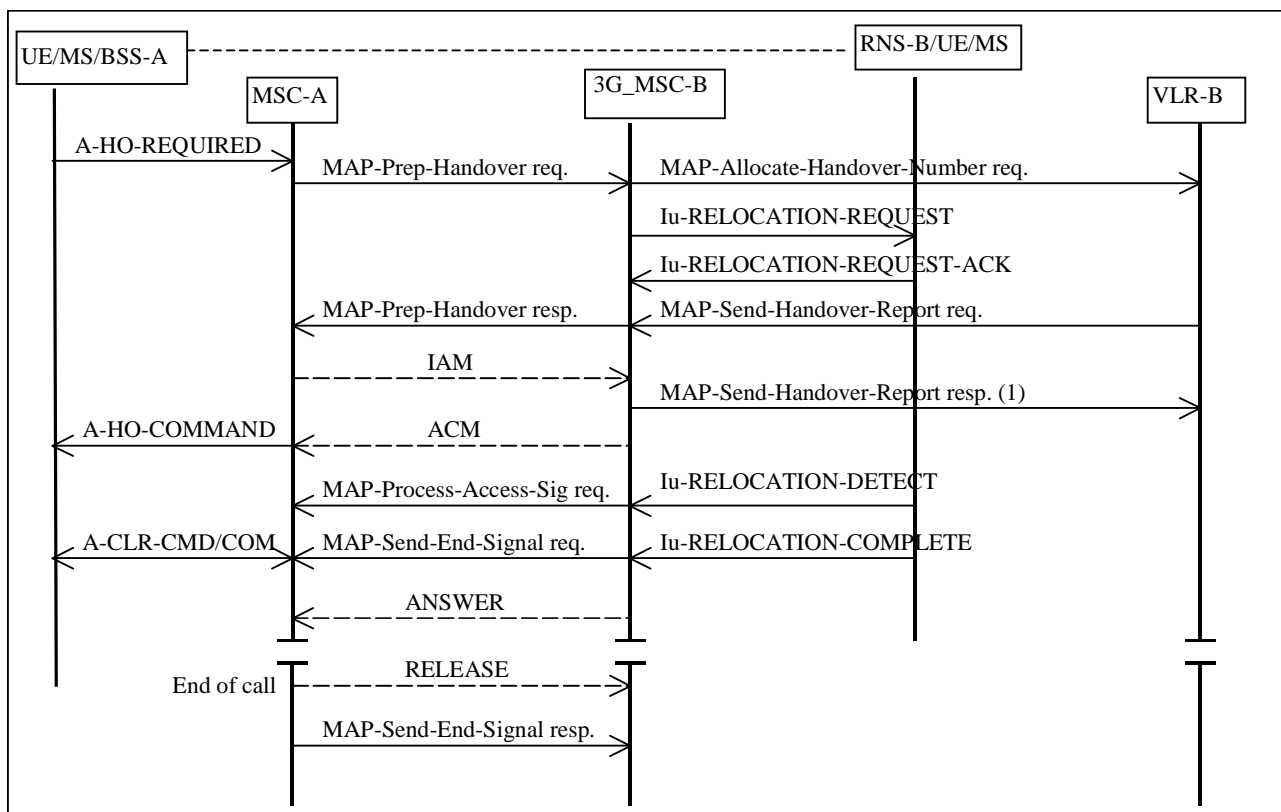 UE/MS/BSS-A
RNS-B/UE/MS
MSC-A
3G_MSC-B
VLR-B
A-HO-REQUIRED
MAP-Prep-Handover req.
MAP-Allocate-Handover-Number req.
Iu-RELOCATION-REQUEST
Iu-RELOCATION-REQUEST-ACK
MAP-Prep-Handover resp.
MAP-Send-Handover-Report req.
IAM
MAP-Send-Handover-Report resp. (1)
A-HO-COMMAND
ACM
MAP-Process-Access-Sig req.
Iu-RELOCATION-DETECT
A-CLR-CMD/COM
MAP-Send-End-Signal req.
Iu-RELOCATION-COMPLETE
ANSWER
RELEASE
End of call
MAP-Send-End-Signal resp.